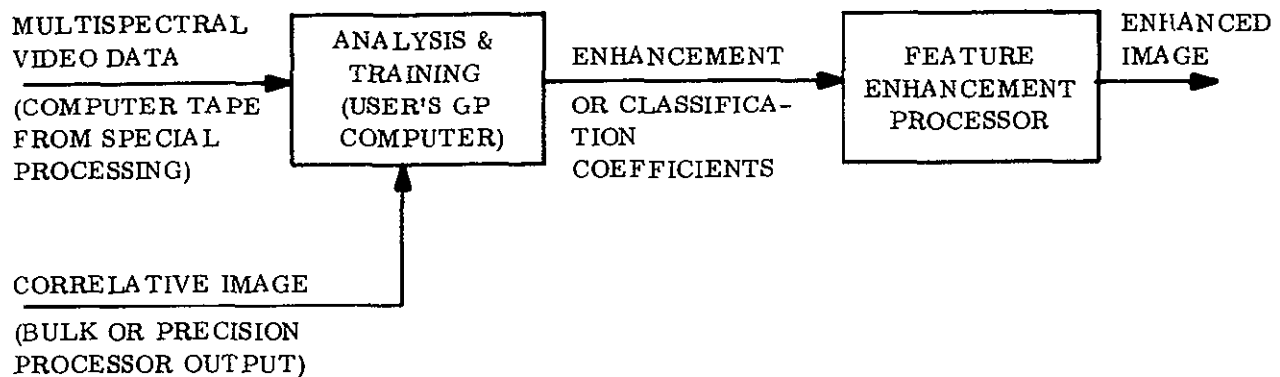 MULTISPECTRAL
VIDEO DATA
(COMPUTER TAPE
FROM SPECIAL
PROCESSING)
ANALYSIS &
TRAINING
(USER'S GP
COMPUTER)
ENHANCEMENT
OR CLASSIFICA-
TION
COEFFICIENTS
FEATURE
ENHANCEMENT
PROCESSOR
ENHANCED
IMAGE
CORRELATIVE IMAGE
(BULK OR PRECISION
PROCESSOR OUTPUT)